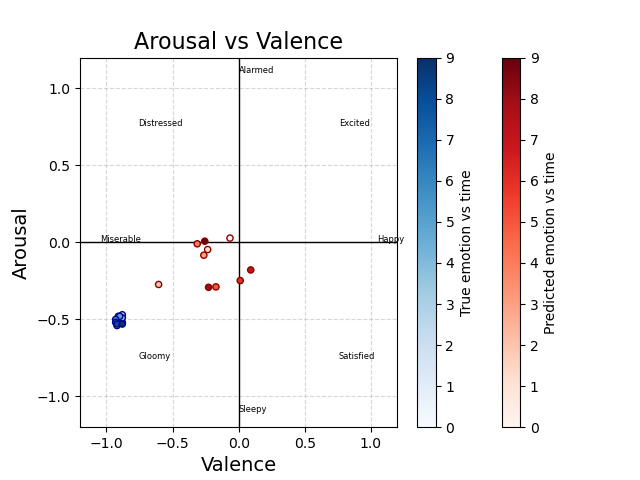 Arousal vs Valence
Alarmed
Distressed
Excited
Miserable
Happy
Gloomy
Satisfied
Sleepy
1.0
0.5
0.0
−0.5
−1.0
−1.0
−0.5
0.0
0.5
1.0
Arousal
Valence
9
8
7
6
5
4
3
2
1
0
True emotion vs time
9
8
7
6
5
4
3
2
1
0
Predicted emotion vs time